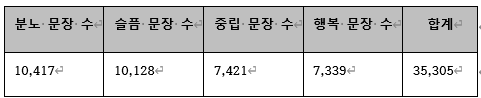 분노 문장 수 슬픔 문장 수 중립 문장 수 행복 문장 수 합계
10,417 10,128 7,421 7,339 35,305